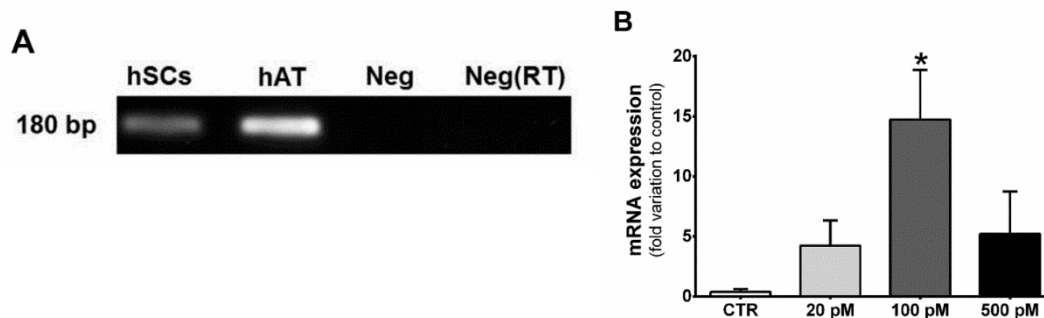 A
hSCs hAT Neg Neg(RT)
180 bp
B
mRNA expression
(fold variation to control)
20
15
10
5
0
*
CTR 20 pM 100 pM 500 pM